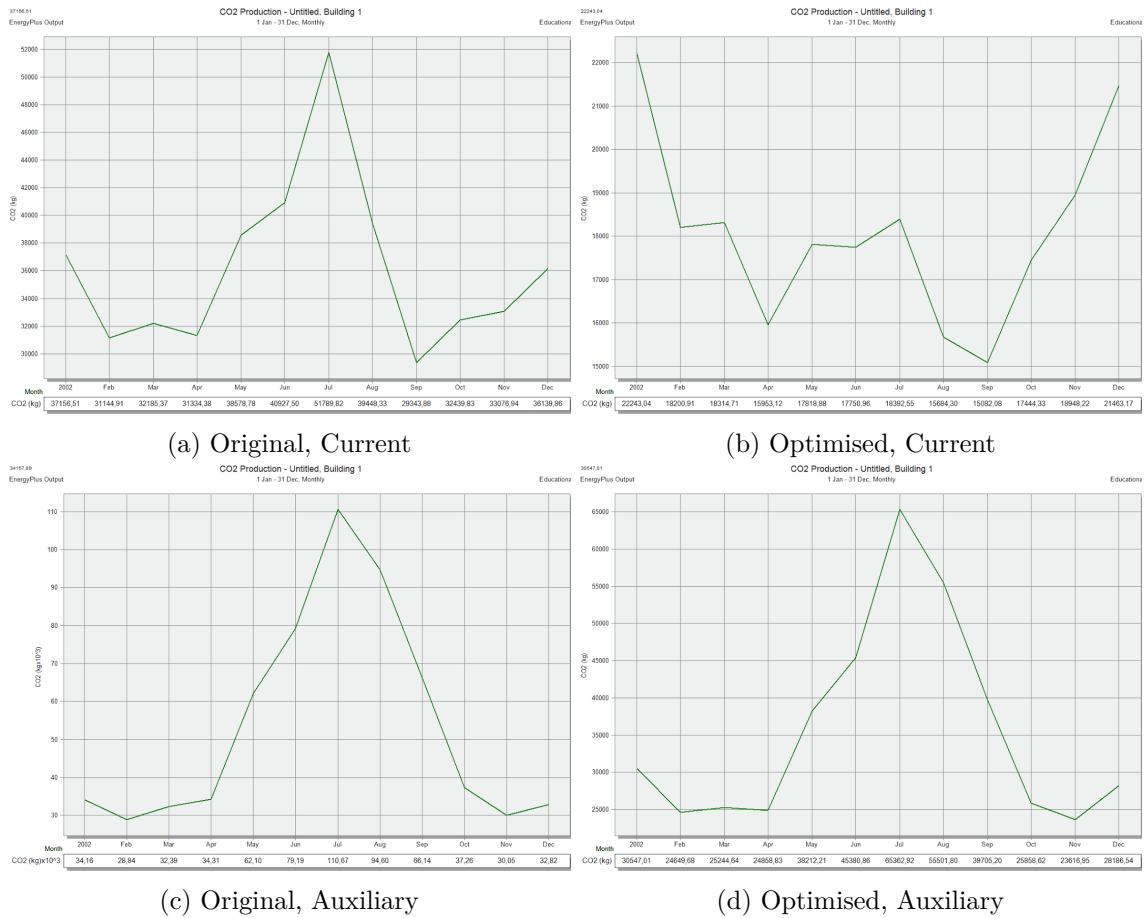 37156,51
CO2 Production - Untitled, Building 1
EnergyPlus Output
1 Jan - 31 Dec, Monthly
Educationa
52000
50000
48000
46000
44000
42000
40000
38000
36000
34000
32000
30000
CO2 (kg)
Month
2002 Feb Mar Apr May Jun Jul Aug Sep Oct Nov Dec
CO2 (kg) 37156,51 31144,91 32185,37 31334,38 38578,78 40927,50 51789,82 39448,33 29343,88 32439,83 33076,94 36139,86
(a) Original, Current
22243,04
CO2 Production - Untitled, Building 1
EnergyPlus Output
1 Jan - 31 Dec, Monthly
Educationa
22000
21000
20000
19000
18000
17000
16000
15000
CO2 (kg)
Month
2002 Feb Mar Apr May Jun Jul Aug Sep Oct Nov Dec
CO2 (kg) 22243,04 18200,91 18314,71 15953,12 17818,88 17750,96 18392,55 15684,30 15082,08 17444,33 18948,22 21463,17
(b) Optimised, Current
34157,89
CO2 Production - Untitled, Building 1
EnergyPlus Output
1 Jan - 31 Dec, Monthly
Educationa
110
100
90
80
70
60
50
40
30
CO2 (kgx10^3)
Month
2002 Feb Mar Apr May Jun Jul Aug Sep Oct Nov Dec
CO2 (kg)x10^3 34,16 28,84 32,39 34,31 62,10 79,19 110,67 94,60 66,14 37,26 30,05 32,82
(c) Original, Auxiliary
CO2 Production - Untitled, Building 1
EnergyPlus Output
1 Jan - 31 Dec, Monthly
Educationa
65000
60000
55000
50000
45000
40000
35000
30000
25000
CO2 (kg)
Month
2002 Feb Mar Apr May Jun Jul Aug Sep Oct Nov Dec
CO2 (kg) 30547,01 24649,68 25244,64 24858,83 38212,21 45380,86 65362,92 55501,80 39705,20 25858,62 23616,95 28186,54
(d) Optimised, Auxiliary